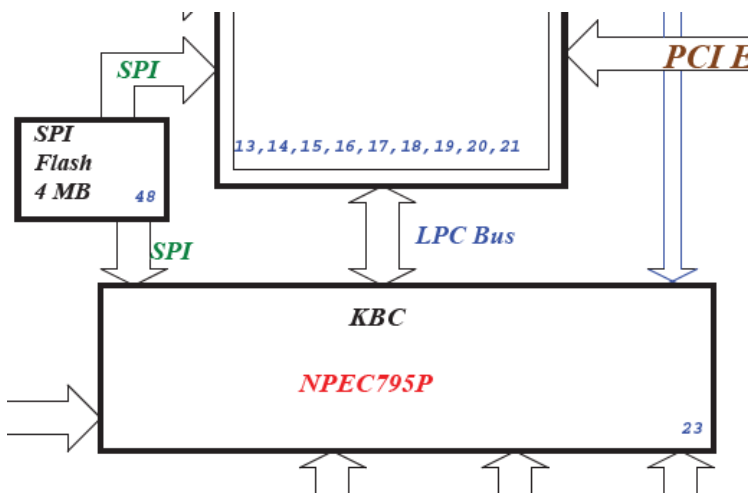 SPI
PCI E
SPI
Flash
4 MB
48
13,14,15,16,17,18,19,20,21
SPI
LPC Bus
KBC
NPEC795P
23